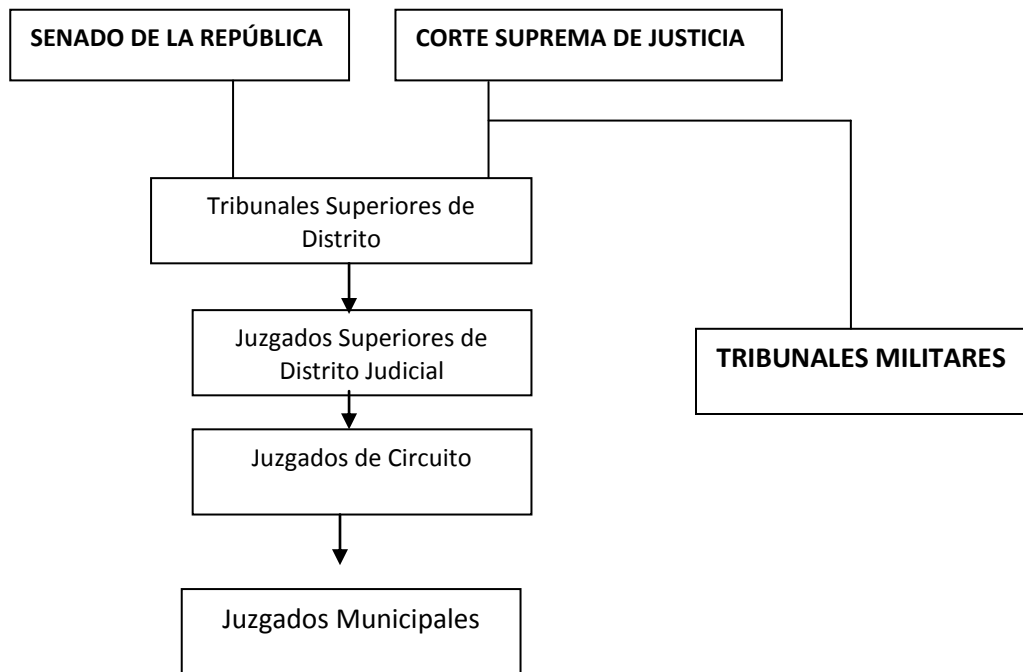 SENADO DE LA REPÚBLICA
CORTE SUPREMA DE JUSTICIA
Tribunales Superiores de
Distrito
Juzgados Superiores de
Distrito Judicial
TRIBUNALES MILITARES
Juzgados de Circuito
Juzgados Municipales